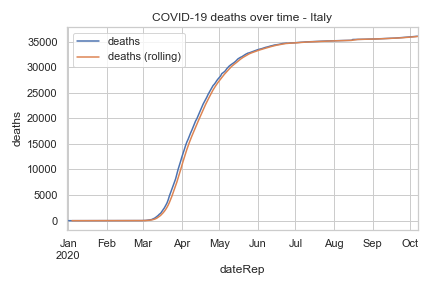 COVID-19 deaths over time - Italy
deaths
deaths (rolling)
deaths
35000
30000
25000
20000
15000
10000
5000
0
Jan Feb Mar Apr May Jun Jul Aug Sep Oct
2020
dateRep